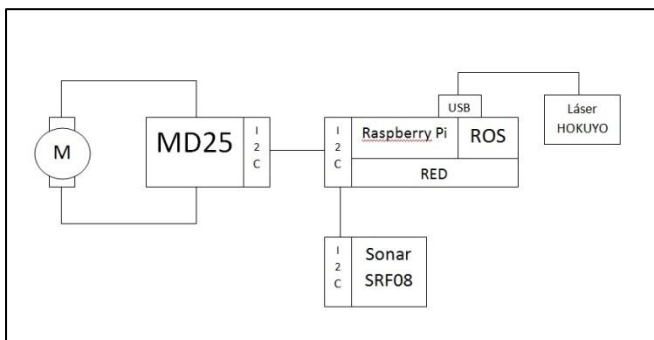 M
MD25
I
2
C
I
2
C
Raspberry Pi
ROS
RED
USB
Láser
HOKUYO
I
2
C
Sonar
SRF08